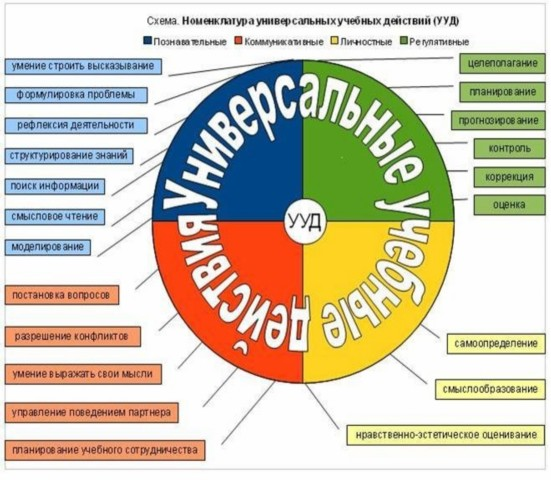 Схема. Номенклатура универсальных учебных действий (УУД)
Познавательные Коммуникативные Личностные Регулятивные
умение строить высказывание
формулировка проблемы
рефлексия деятельности
структурирование знаний
поиск информации
смысловое чтение
моделирование
постановка вопросов
разрешение конфликтов
умение выражать свои мысли
управление поведением партнера
планирование учебного сотрудничества
Универсальные учебные действия
УУД
целеполагание
планирование
прогнозирование
контроль
коррекция
оценка
самоопределение
смыслообразование
нравственно-эстетическое оценивание